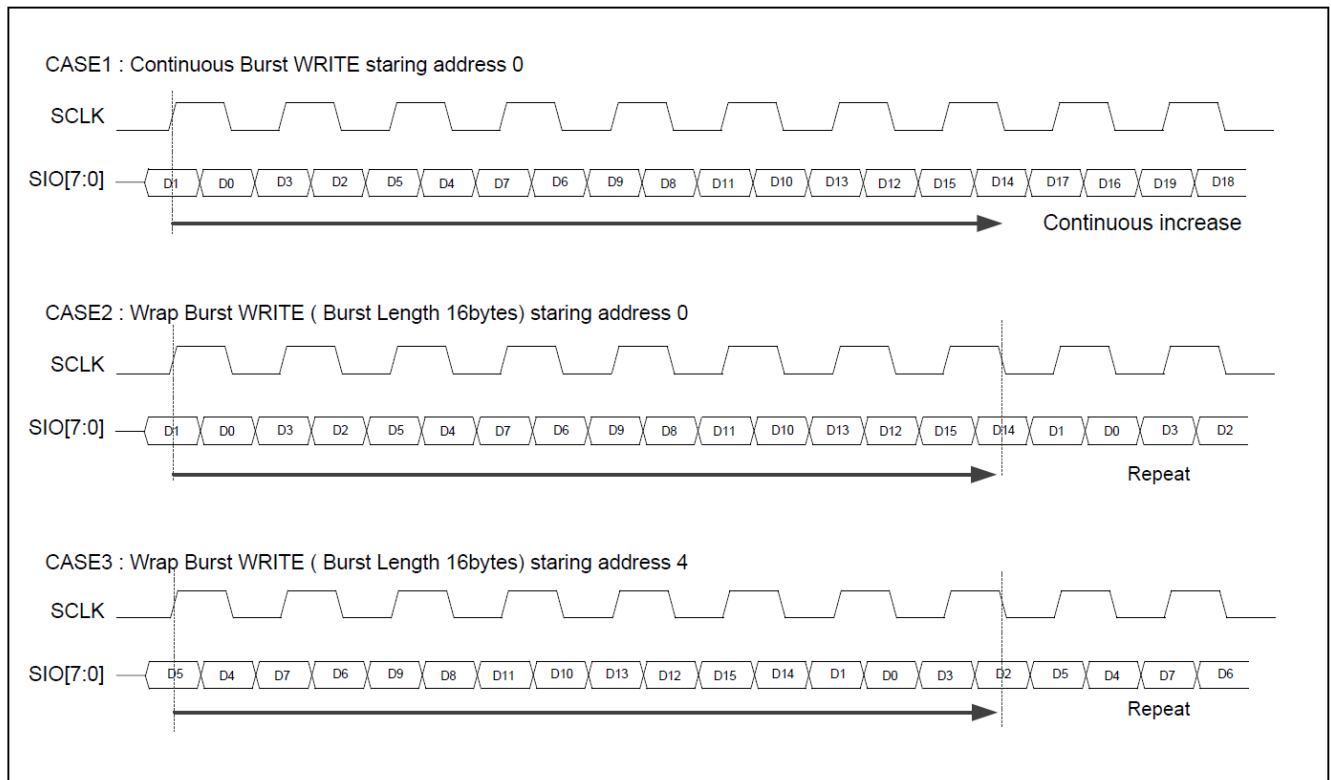 CASE1 : Continuous Burst WRITE staring address 0
SCLK
SIO[7:0] D1 D0 D3 D2 D5 D4 D7 D6 D9 D8 D11 D10 D13 D12 D15 D14 D17 D16 D19 D18
Continuous increase
CASE2 : Wrap Burst WRITE ( Burst Length 16bytes) staring address 0
SCLK
SIO[7:0] D1 D0 D3 D2 D5 D4 D7 D6 D9 D8 D11 D10 D13 D12 D15 D14 D1 D0 D3 D2
Repeat
CASE3 : Wrap Burst WRITE ( Burst Length 16bytes) staring address 4
SCLK
SIO[7:0] D5 D4 D7 D6 D9 D8 D11 D10 D13 D12 D15 D14 D1 D0 D3 D2 D5 D4 D7 D6
Repeat